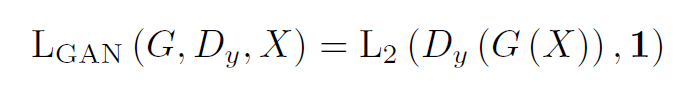 L_GAN (G, D_y, X) = L_2 (D_y (G (X)) , 1)